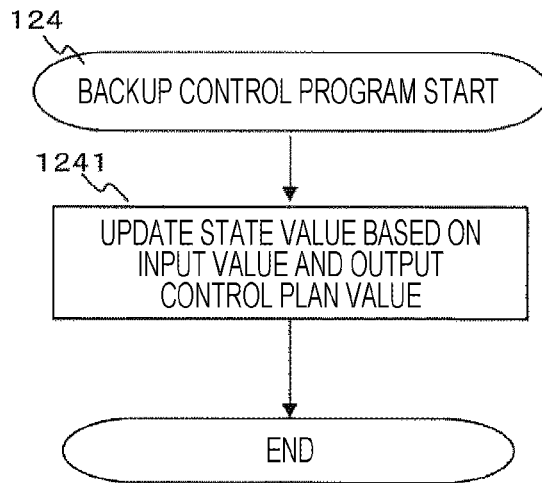 124
BACKUP CONTROL PROGRAM START
1241
UPDATE STATE VALUE BASED ON
INPUT VALUE AND OUTPUT
CONTROL PLAN VALUE
END